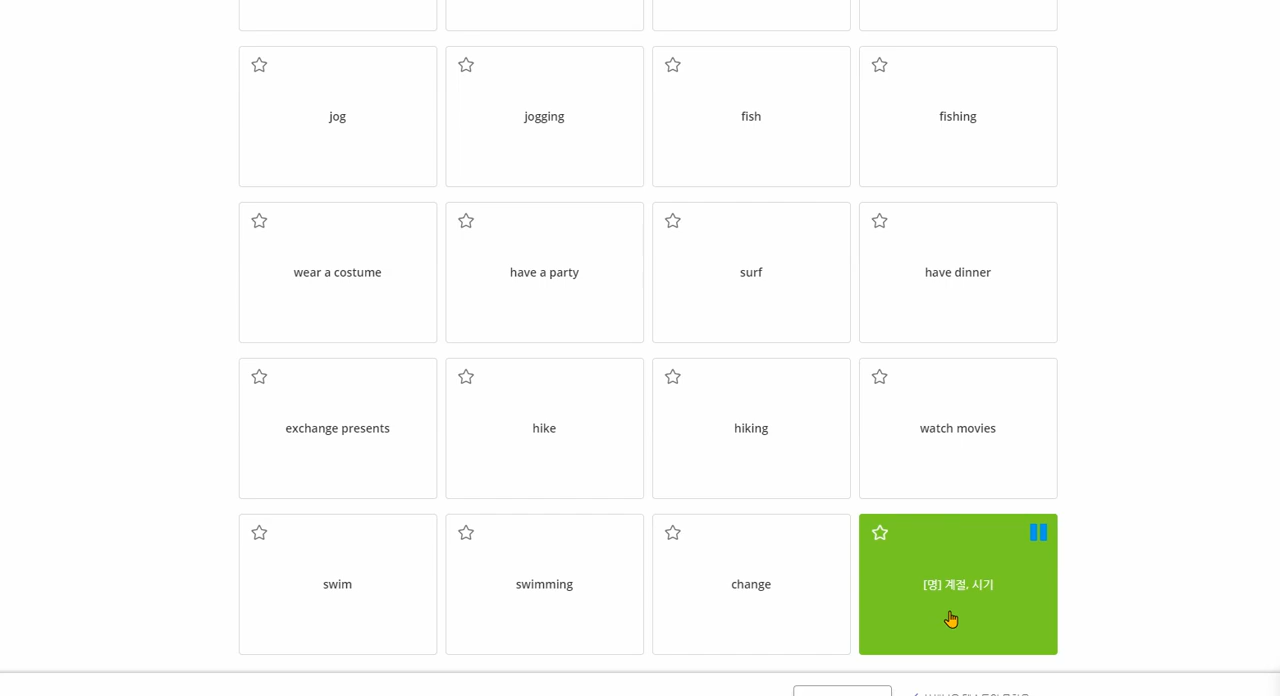 jog
jogging
fish
fishing
wear a costume
have a party
surf
have dinner
exchange presents
hike
hiking
watch movies
swim
swimming
change
[명] 계절, 시기